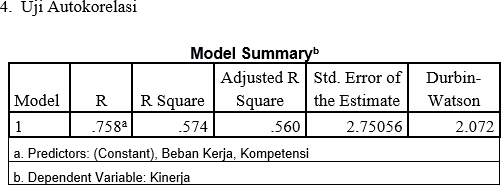 4. Uji Autokorelasi
Model Summaryb
Adjusted R Std. Error of Durbin-
Model R R Square Square the Estimate Watson
1 .758a .574 .560 2.75056 2.072
a. Predictors: (Constant), Beban Kerja, Kompetensi
b. Dependent Variable: Kinerja